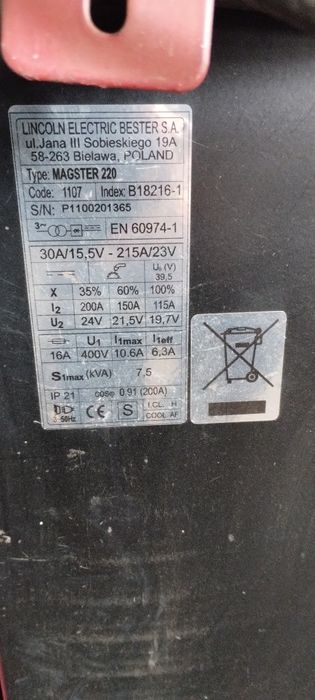 LINCOLN ELECTRIC BESTER S.A.
ul.Jana III Sobieskiego 19A
58-263 Bielawa, POLAND
Type: MAGSTER 220
Code: 1107 Index: B18216-1
S/N: P1100201365
3~ EN 60974-1
30A/15,5V - 215A/23V
U₀ (V)
39,5
X 35% 60% 100%
I₂ 200A 150A 115A
U₂ 24V 21,5V 19,7V
U₁ I₁max I₁eff
16A 400V 10.6A 6,3A
S₁max (kVA) 7,5
IP 21 cosφ 0.91 (200A)
3~50Hz CE S I.CL. H
COOL AF